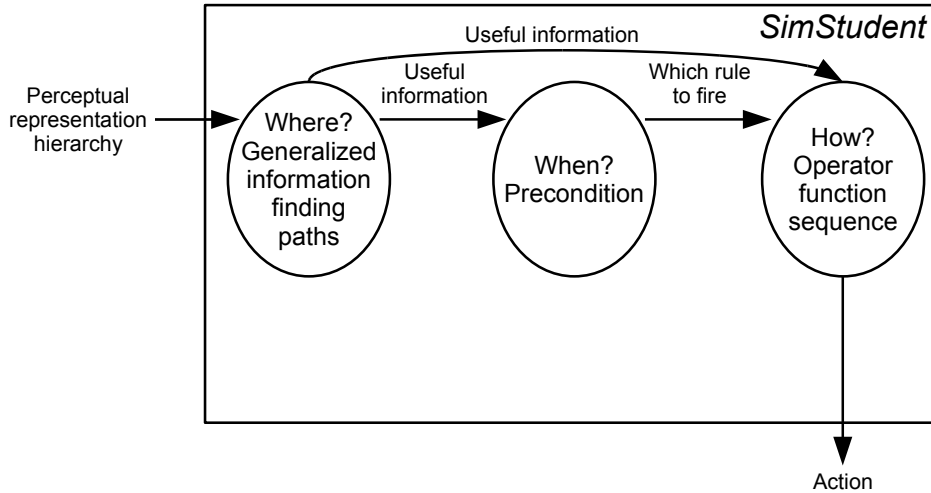 SimStudent
Useful information
Perceptual
representation
hierarchy
Where?
Generalized
information
finding
paths
Useful
information
When?
Precondition
Which rule
to fire
How?
Operator
function
sequence
Action